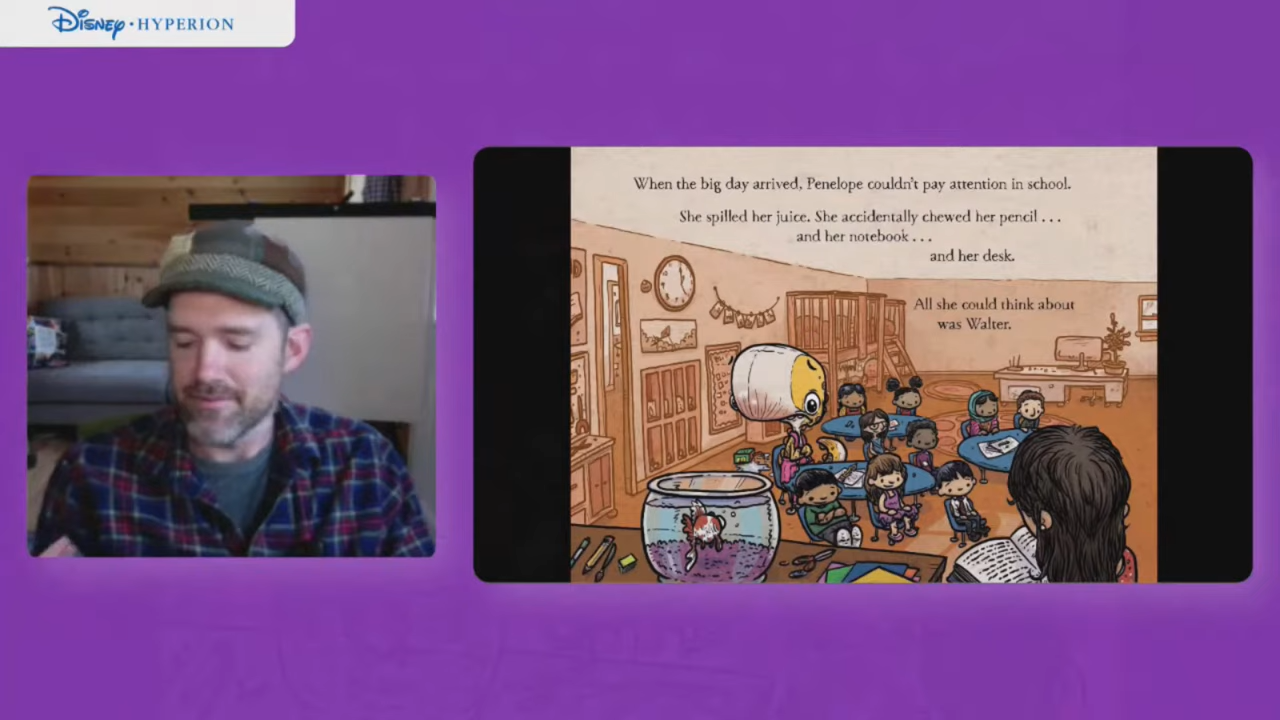 Disney • HYPERION
When the big day arrived, Penelope couldn't pay attention in school.
She spilled her juice. She accidentally chewed her pencil . . .
and her notebook . . .
and her desk.
All she could think about
was Walter.